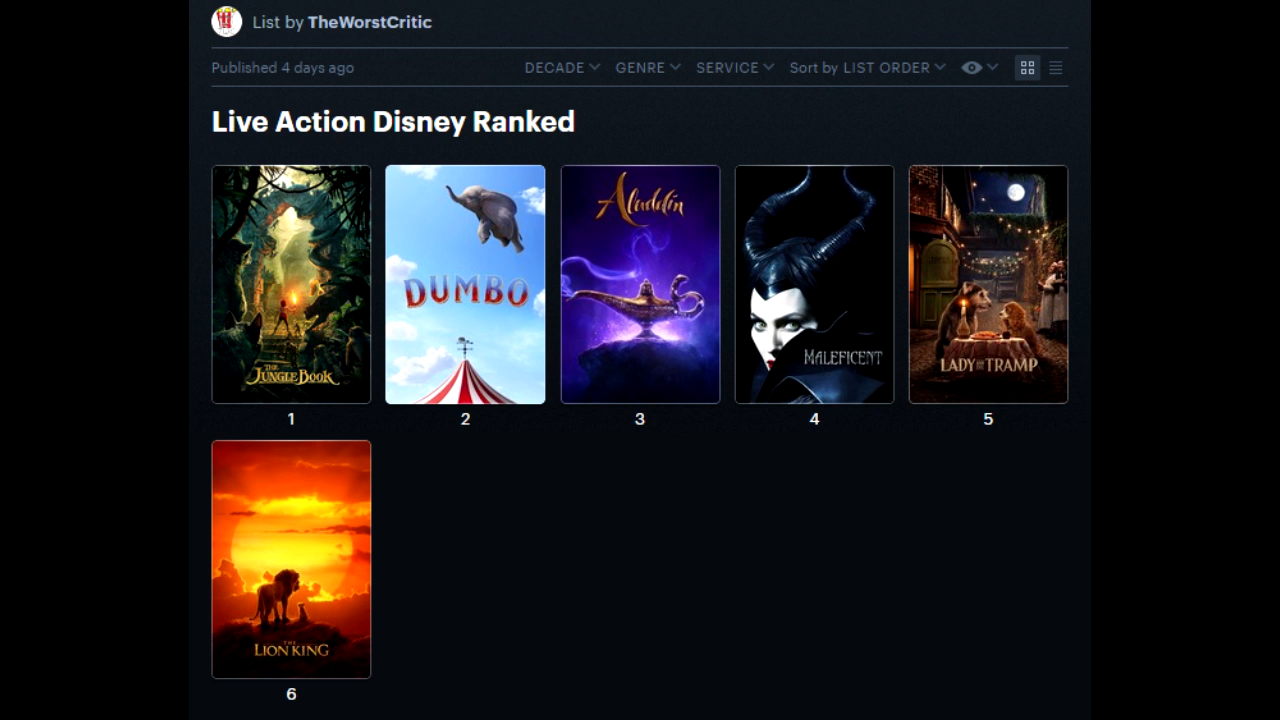 List by TheWorstCritic
Published 4 days ago
DECADE GENRE SERVICE Sort by LIST ORDER
Live Action Disney Ranked
THE
JUNGLE BOOK
DUMBO
Aladdin
MALEFICENT
LADY AND THE TRAMP
1 2 3 4 5
THE
LION KING
6